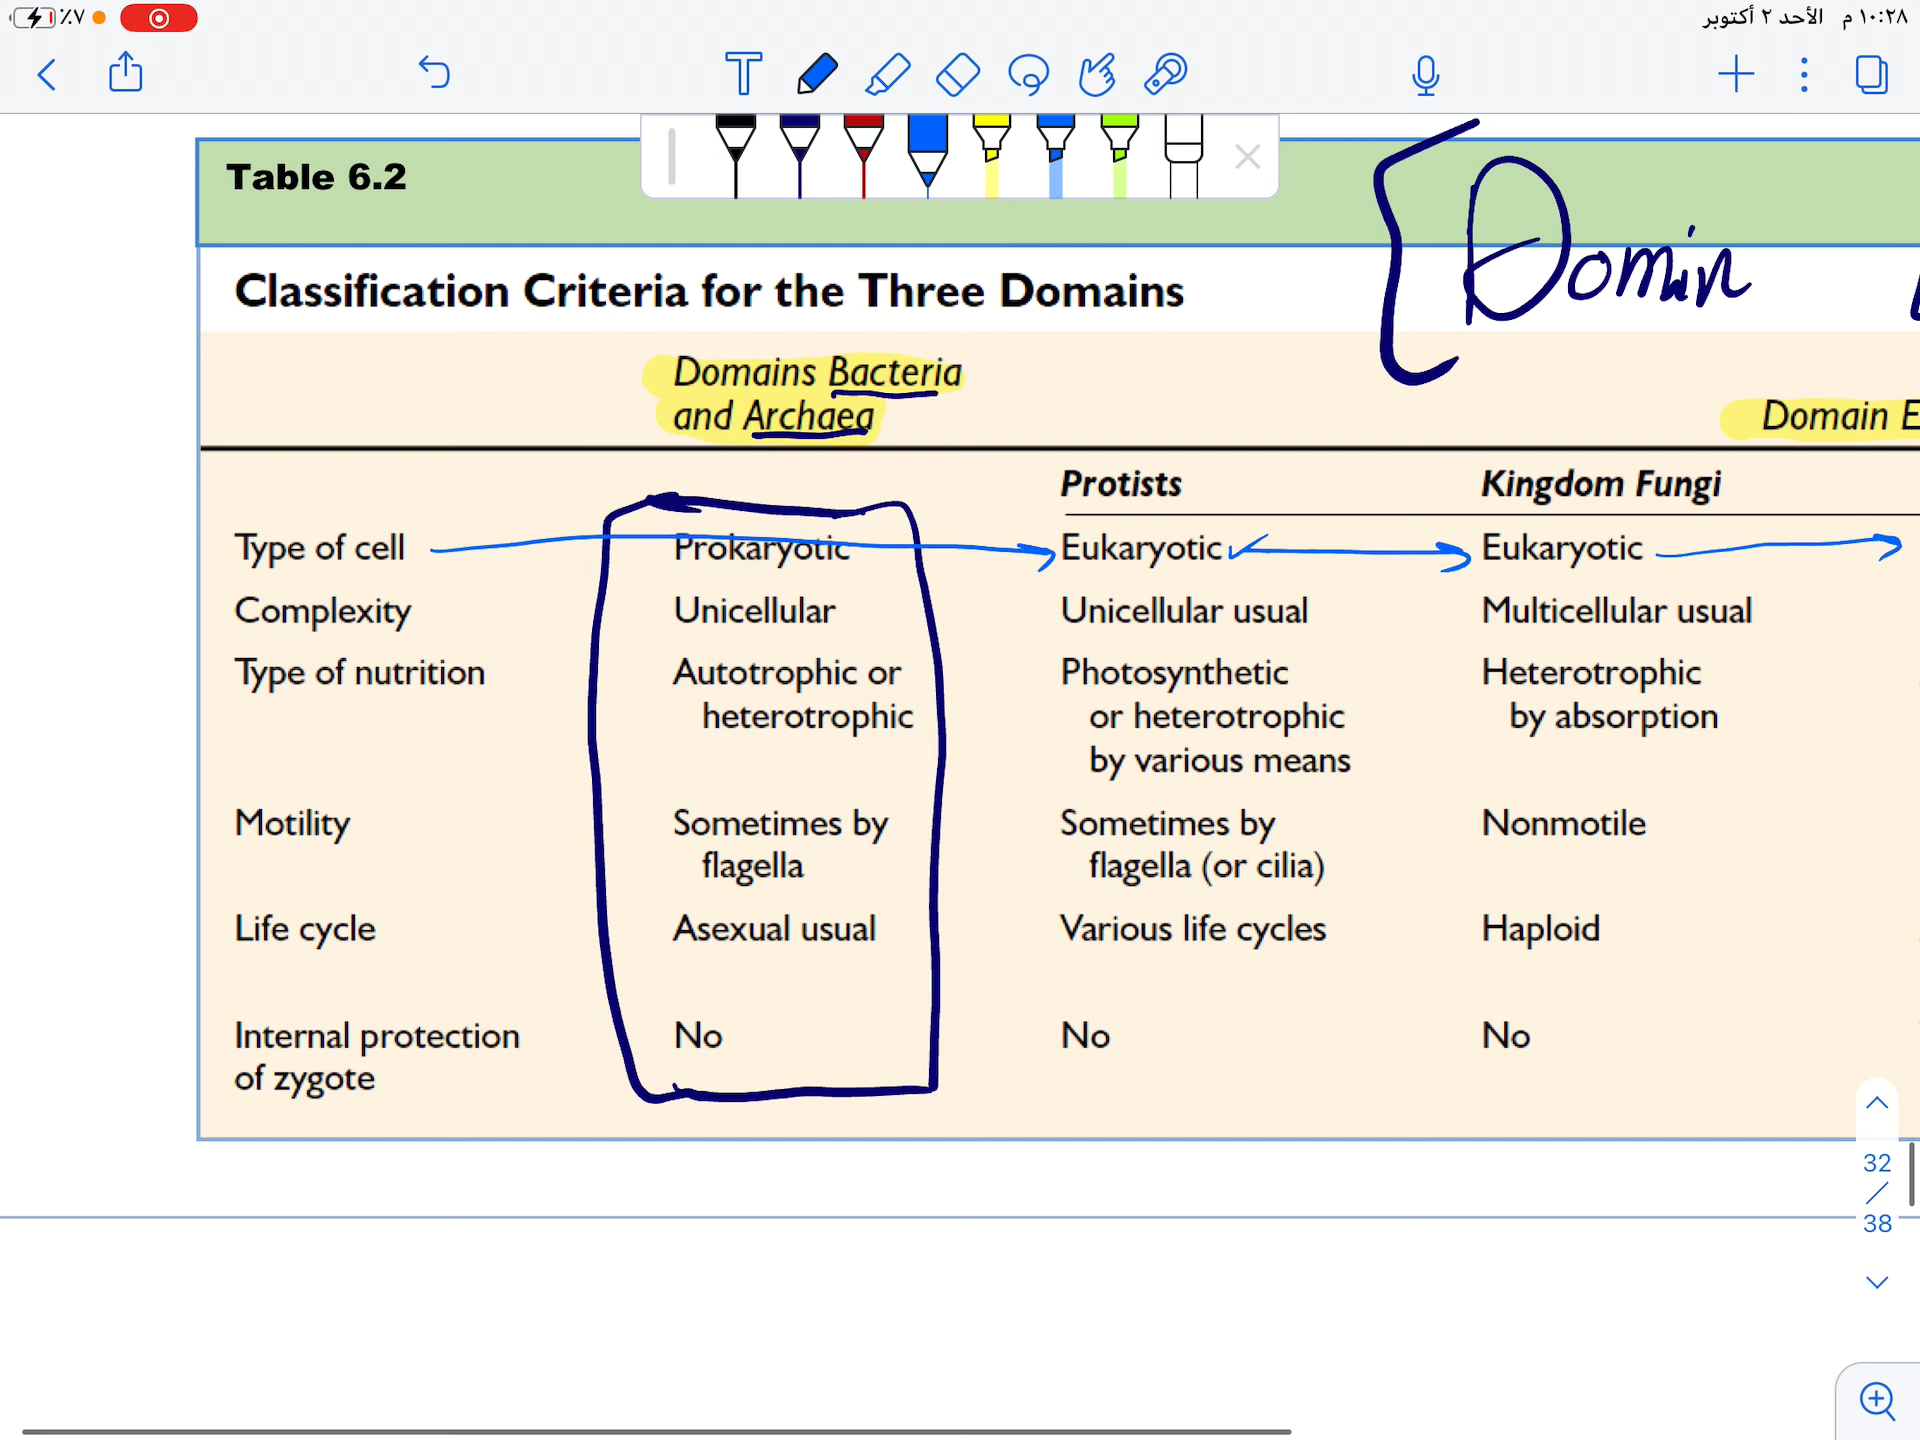 ٪٧
١٠:٢٨ م الأحد ٢ أكتوبر
Table 6.2
Domin
Classification Criteria for the Three Domains
Domains Bacteria
and Archaea
Domain E
Protists Kingdom Fungi
Type of cell Prokaryotic Eukaryotic Eukaryotic
Complexity Unicellular Unicellular usual Multicellular usual
Type of nutrition Autotrophic or Photosynthetic Heterotrophic
heterotrophic or heterotrophic by absorption
by various means
Motility Sometimes by Sometimes by Nonmotile
flagella flagella (or cilia)
Life cycle Asexual usual Various life cycles Haploid
Internal protection No No No
of zygote
32
/
38